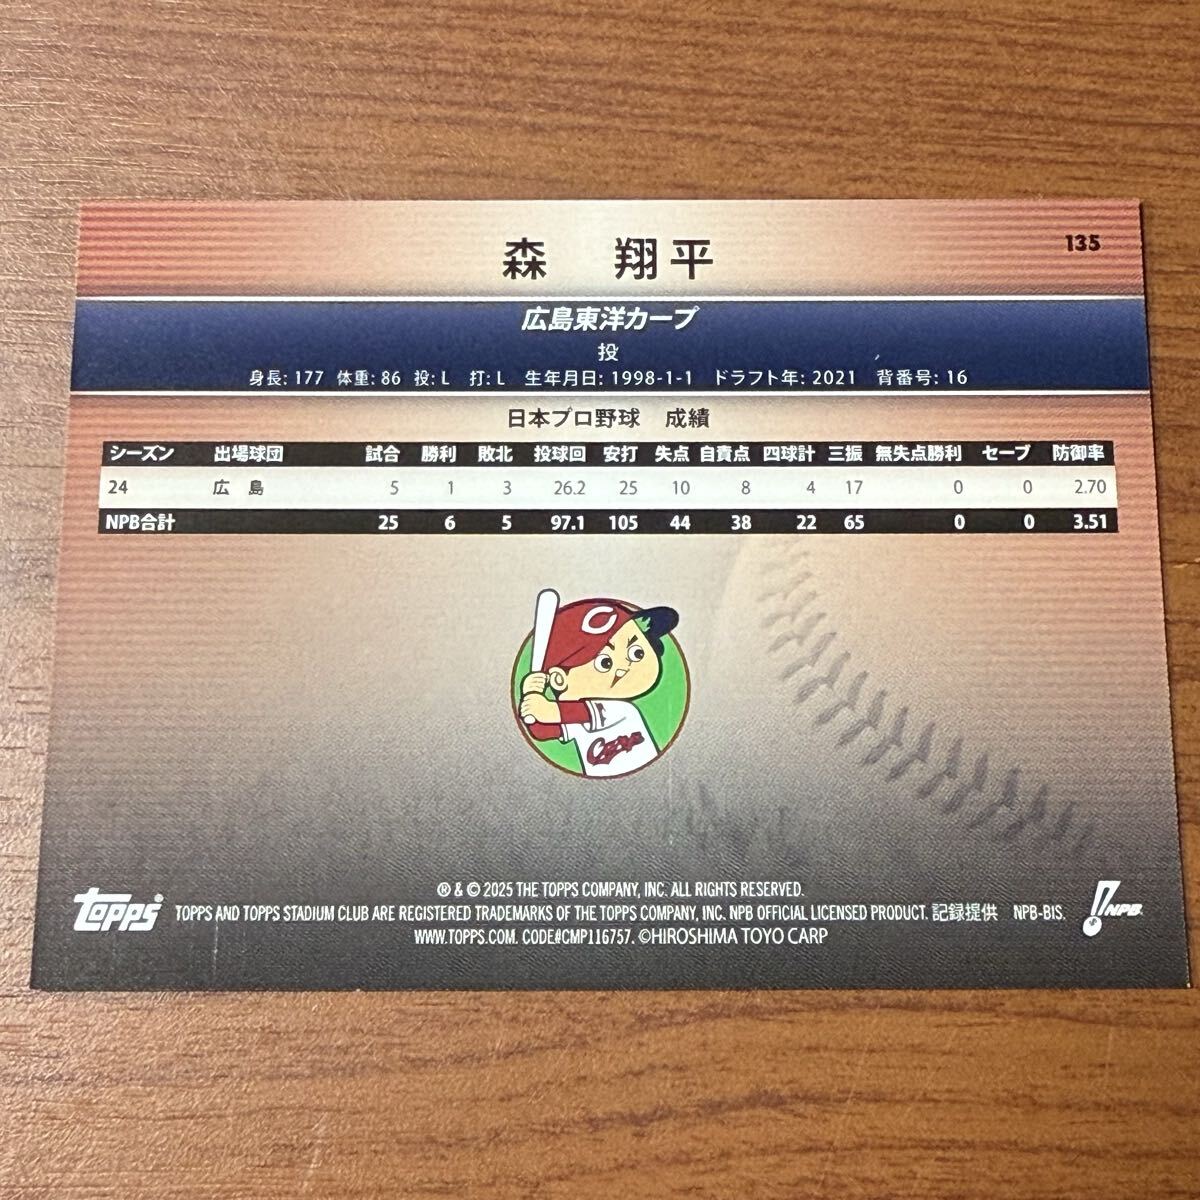 135
森 翔平
広島東洋カープ
投
身長: 177 体重: 86 投: L 打: L 生年月日: 1998-1-1 ドラフト年: 2021 背番号: 16
日本プロ野球 成績
シーズン 出場球団 試合 勝利 敗北 投球回 安打 失点 自責点 四球計 三振 無失点勝利 セーブ 防御率
24 広 島 5 1 3 26.2 25 10 8 4 17 0 0 2.70
NPB合計 25 6 5 97.1 105 44 38 22 65 0 0 3.51
C
Carp
® & © 2025 THE TOPPS COMPANY, INC. ALL RIGHTS RESERVED.
topps TOPPS AND TOPPS STADIUM CLUB ARE REGISTERED TRADEMARKS OF THE TOPPS COMPANY, INC. NPB OFFICIAL LICENSED PRODUCT. 記録提供 NPB-BIS. NPB
WWW.TOPPS.COM. CODE#CMP116757. ©HIROSHIMA TOYO CARP